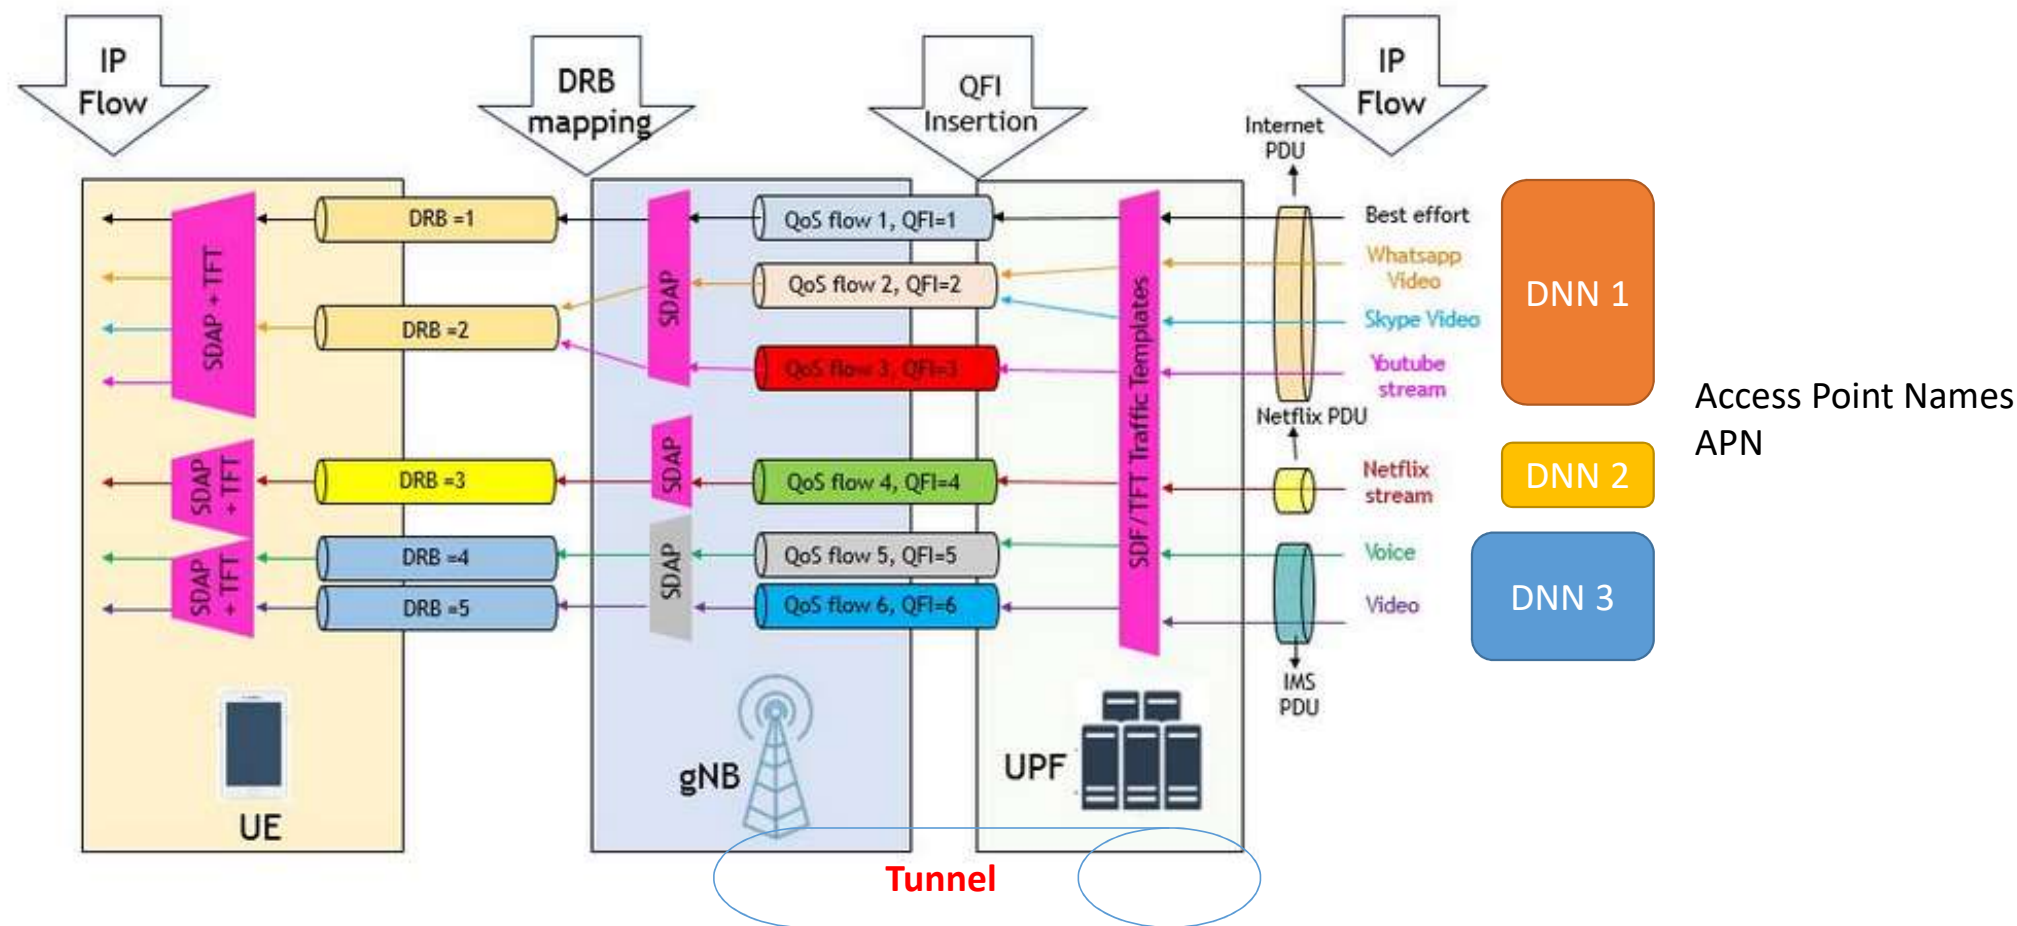 IP
Flow
DRB
mapping
QFI
Insertion
IP
Flow
Internet
PDU
SDAP + TFT
DRB =1
DRB =2
SDAP
QoS flow 1, QFI=1
QoS flow 2, QFI=2
QoS flow 3, QFI=3
SDF/TFT Traffic Templates
Best effort
Whatsapp
Video
Skype Video
Youtube
stream
DNN 1
Netflix PDU
Access Point Names
APN
SDAP
+ TFT
DRB =3
SDAP
QoS flow 4, QFI=4
Netflix
stream
DNN 2
SDAP
+ TFT
DRB =4
DRB =5
SDAP
QoS flow 5, QFI=5
QoS flow 6, QFI=6
Voice
Video
DNN 3
IMS
PDU
UE
gNB
UPF
Tunnel